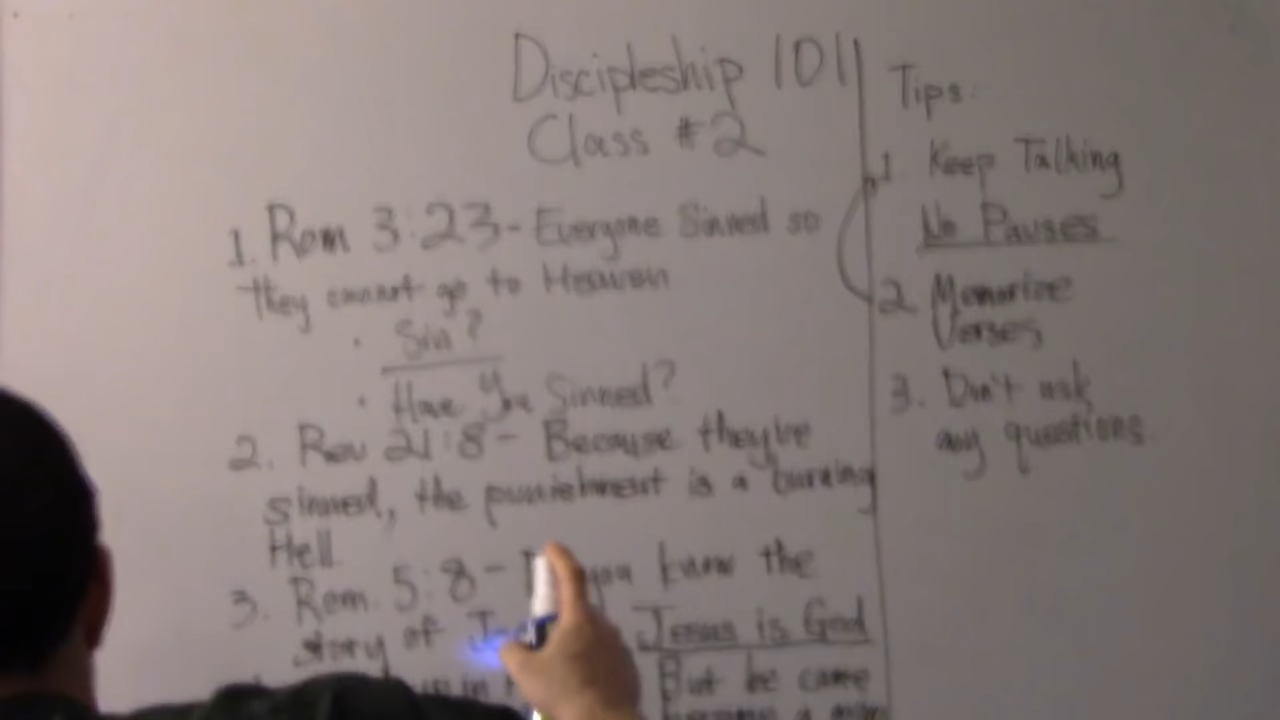 Discipleship 101
Class #2
1. Rom 3:23 - Everyone Sinned so
they cannot go to Heaven
· Sin?
· Have You Sinned?
2. Rev 21:8 - Because they've
sinned, the punishment is a burning
Hell.
3. Rom. 5:8 - you know the
story of Jesus is God
But he came
Tips:
1 Keep Talking
No Pauses
2 Memorize
Verses
3. Don't ask
any questions